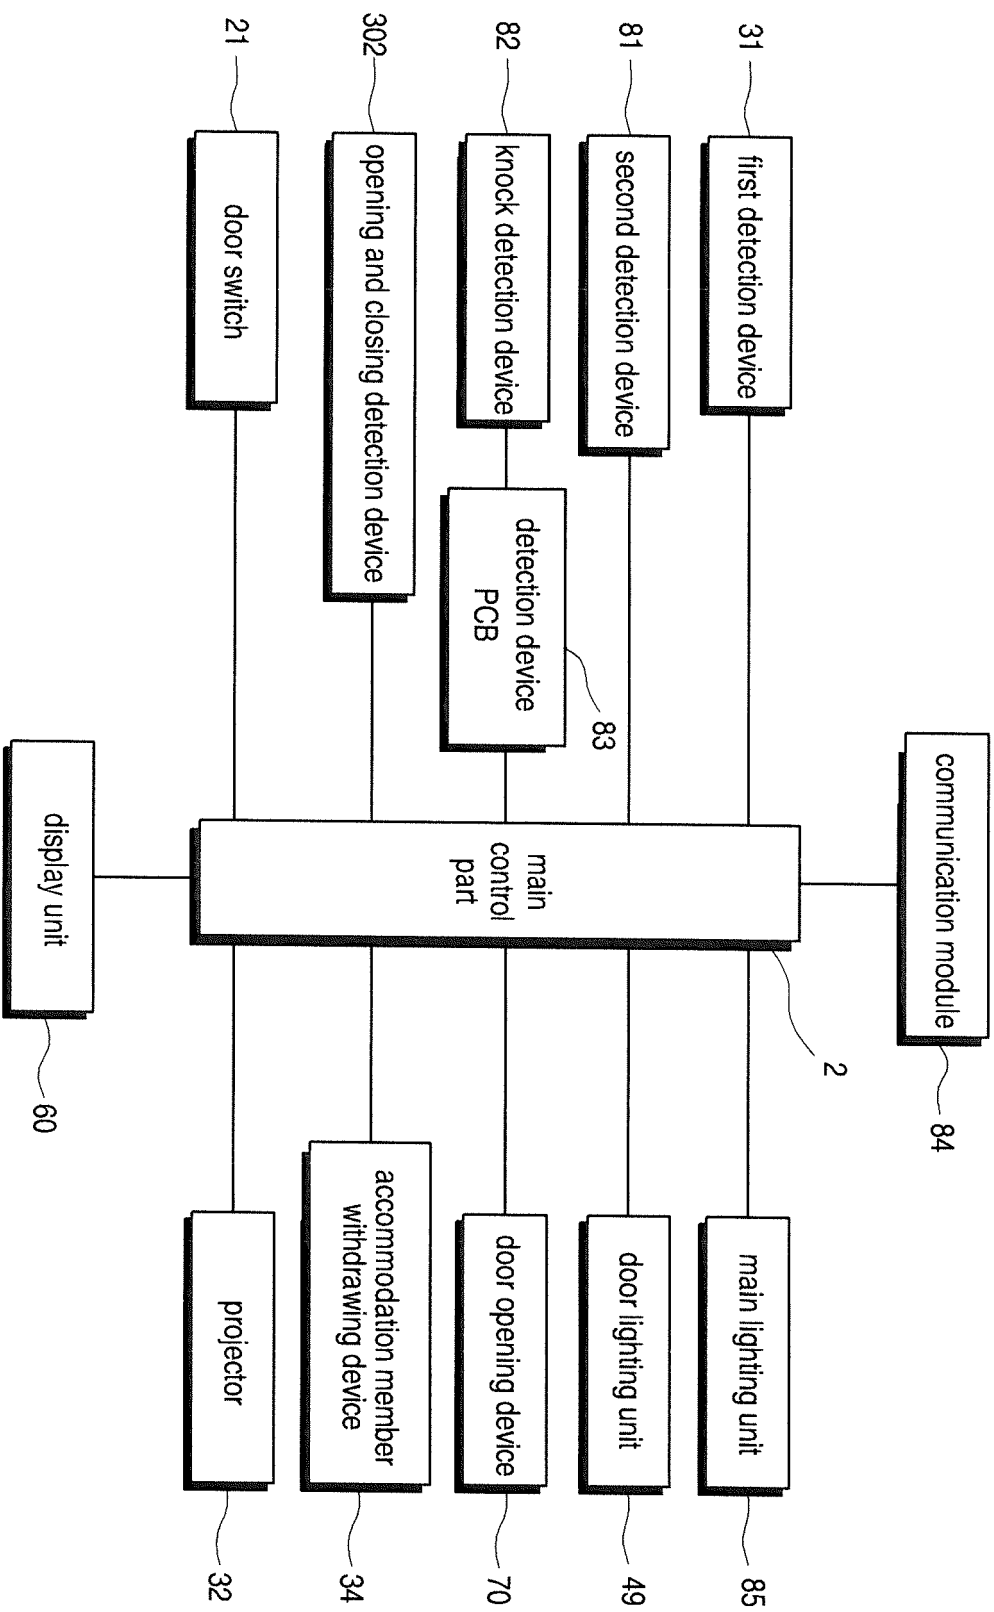 84
communication module
31
first detection device
81
second detection device
82
knock detection device
83
detection device
PCB
302
opening and closing detection device
21
door switch
main
control
part
2
main lighting unit
85
door lighting unit
49
door opening device
70
accommodation member
withdrawing device
34
projector
32
display unit
60